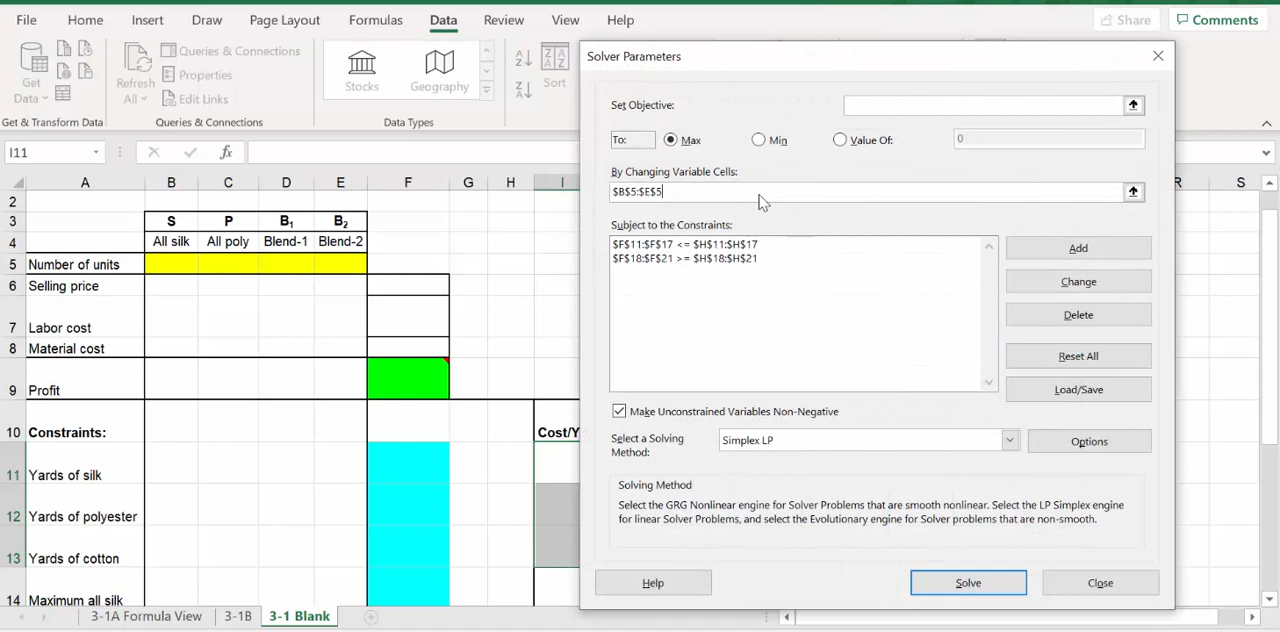 File Home Insert Draw Page Layout Formulas Data Review View Help Share Comments
Get Data
Refresh All
Queries & Connections
Properties
Edit Links
Stocks
Geography
Sort
Get & Transform Data
Queries & Connections
Data Types
I11
fx
A B C D E F G H I R S
2
3 S P B1 B2
4 All silk All poly Blend-1 Blend-2
5 Number of units
6 Selling price
7 Labor cost
8 Material cost
9 Profit
10 Constraints: Cost/Y
11 Yards of silk
12 Yards of polyester
13 Yards of cotton
14 Maximum all silk
3-1A Formula View 3-1B 3-1 Blank
Solver Parameters
Set Objective:
To: Max Min Value Of: 0
By Changing Variable Cells:
$B$5:$E$5
Subject to the Constraints:
$F$11:$F$17 <= $H$11:$H$17
$F$18:$F$21 >= $H$18:$H$21
Add
Change
Delete
Reset All
Load/Save
Make Unconstrained Variables Non-Negative
Select a Solving
Method:
Simplex LP
Options
Solving Method
Select the GRG Nonlinear engine for Solver Problems that are smooth nonlinear. Select the LP Simplex engine
for linear Solver Problems, and select the Evolutionary engine for Solver problems that are non-smooth.
Help Solve Close